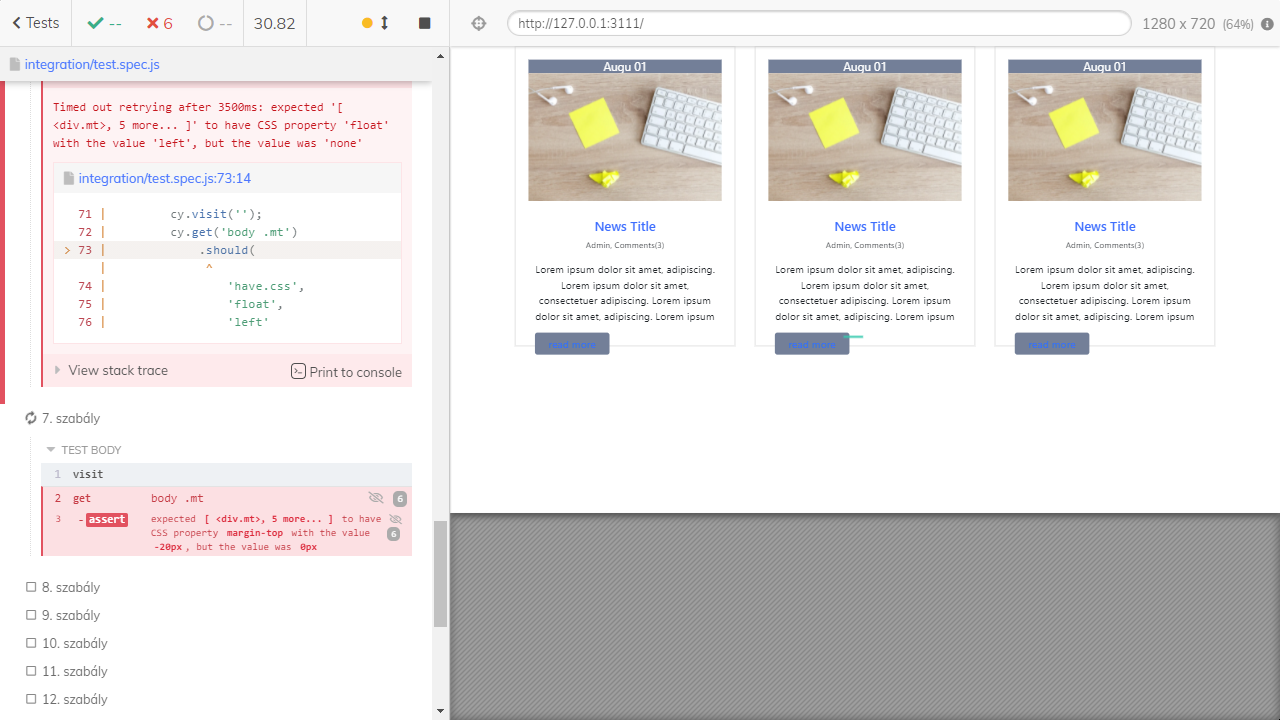 Tests
--
6
--
30.82
http://127.0.0.1:3111/
1280 x 720 (64%)
integration/test.spec.js
Timed out retrying after 3500ms: expected '[
<div.mt>, 5 more... ]' to have CSS property 'float'
with the value 'left', but the value was 'none'
integration/test.spec.js:73:14
71 | cy.visit('');
72 | cy.get('body .mt')
> 73 | .should(
| ^
74 | 'have.css',
75 | 'float',
76 | 'left'
View stack trace
Print to console
7. szabály
TEST BODY
1 visit
2 get body .mt 6
3 -assert expected [ <div.mt>, 5 more... ] to have
CSS property margin-top with the value 6
-20px, but the value was 0px
8. szabály
9. szabály
10. szabály
11. szabály
12. szabály
Augu 01
News Title
Admin, Comments(3)
Lorem ipsum dolor sit amet, adipiscing.
Lorem ipsum dolor sit amet,
consectetuer adipiscing. Lorem ipsum
dolor sit amet, adipiscing. Lorem ipsum
read more
Augu 01
News Title
Admin, Comments(3)
Lorem ipsum dolor sit amet, adipiscing.
Lorem ipsum dolor sit amet,
consectetuer adipiscing. Lorem ipsum
dolor sit amet, adipiscing. Lorem ipsum
read more
Augu 01
News Title
Admin, Comments(3)
Lorem ipsum dolor sit amet, adipiscing.
Lorem ipsum dolor sit amet,
consectetuer adipiscing. Lorem ipsum
dolor sit amet, adipiscing. Lorem ipsum
read more